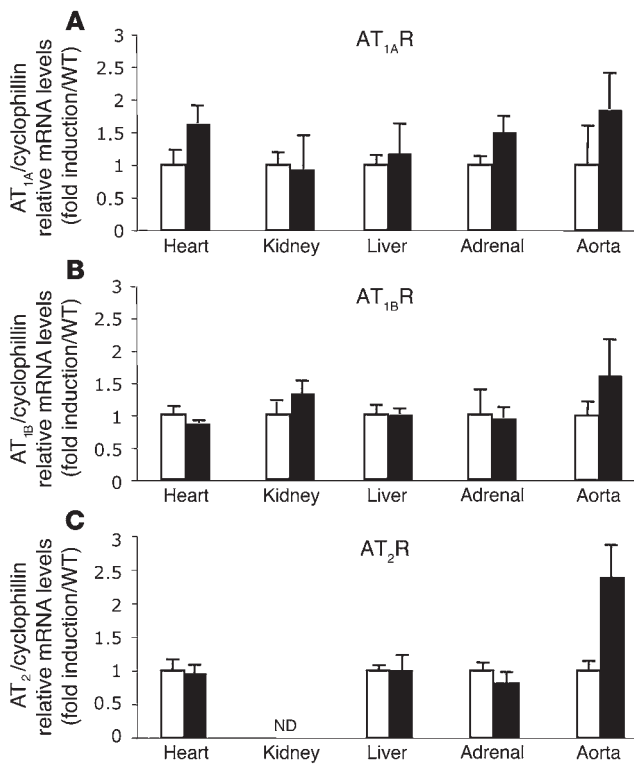 A
AT1AR
AT1A/cyclophillin
relative mRNA levels
(fold induction/WT)
3
2.5
2
1.5
1
0.5
0
Heart Kidney Liver Adrenal Aorta
B
AT1BR
AT1B/cyclophillin
relative mRNA levels
(fold induction/WT)
3
2.5
2
1.5
1
0.5
0
Heart Kidney Liver Adrenal Aorta
C
AT2R
AT2/cyclophillin
relative mRNA levels
(fold induction/WT)
3
2.5
2
1.5
1
0.5
0
ND
Heart Kidney Liver Adrenal Aorta